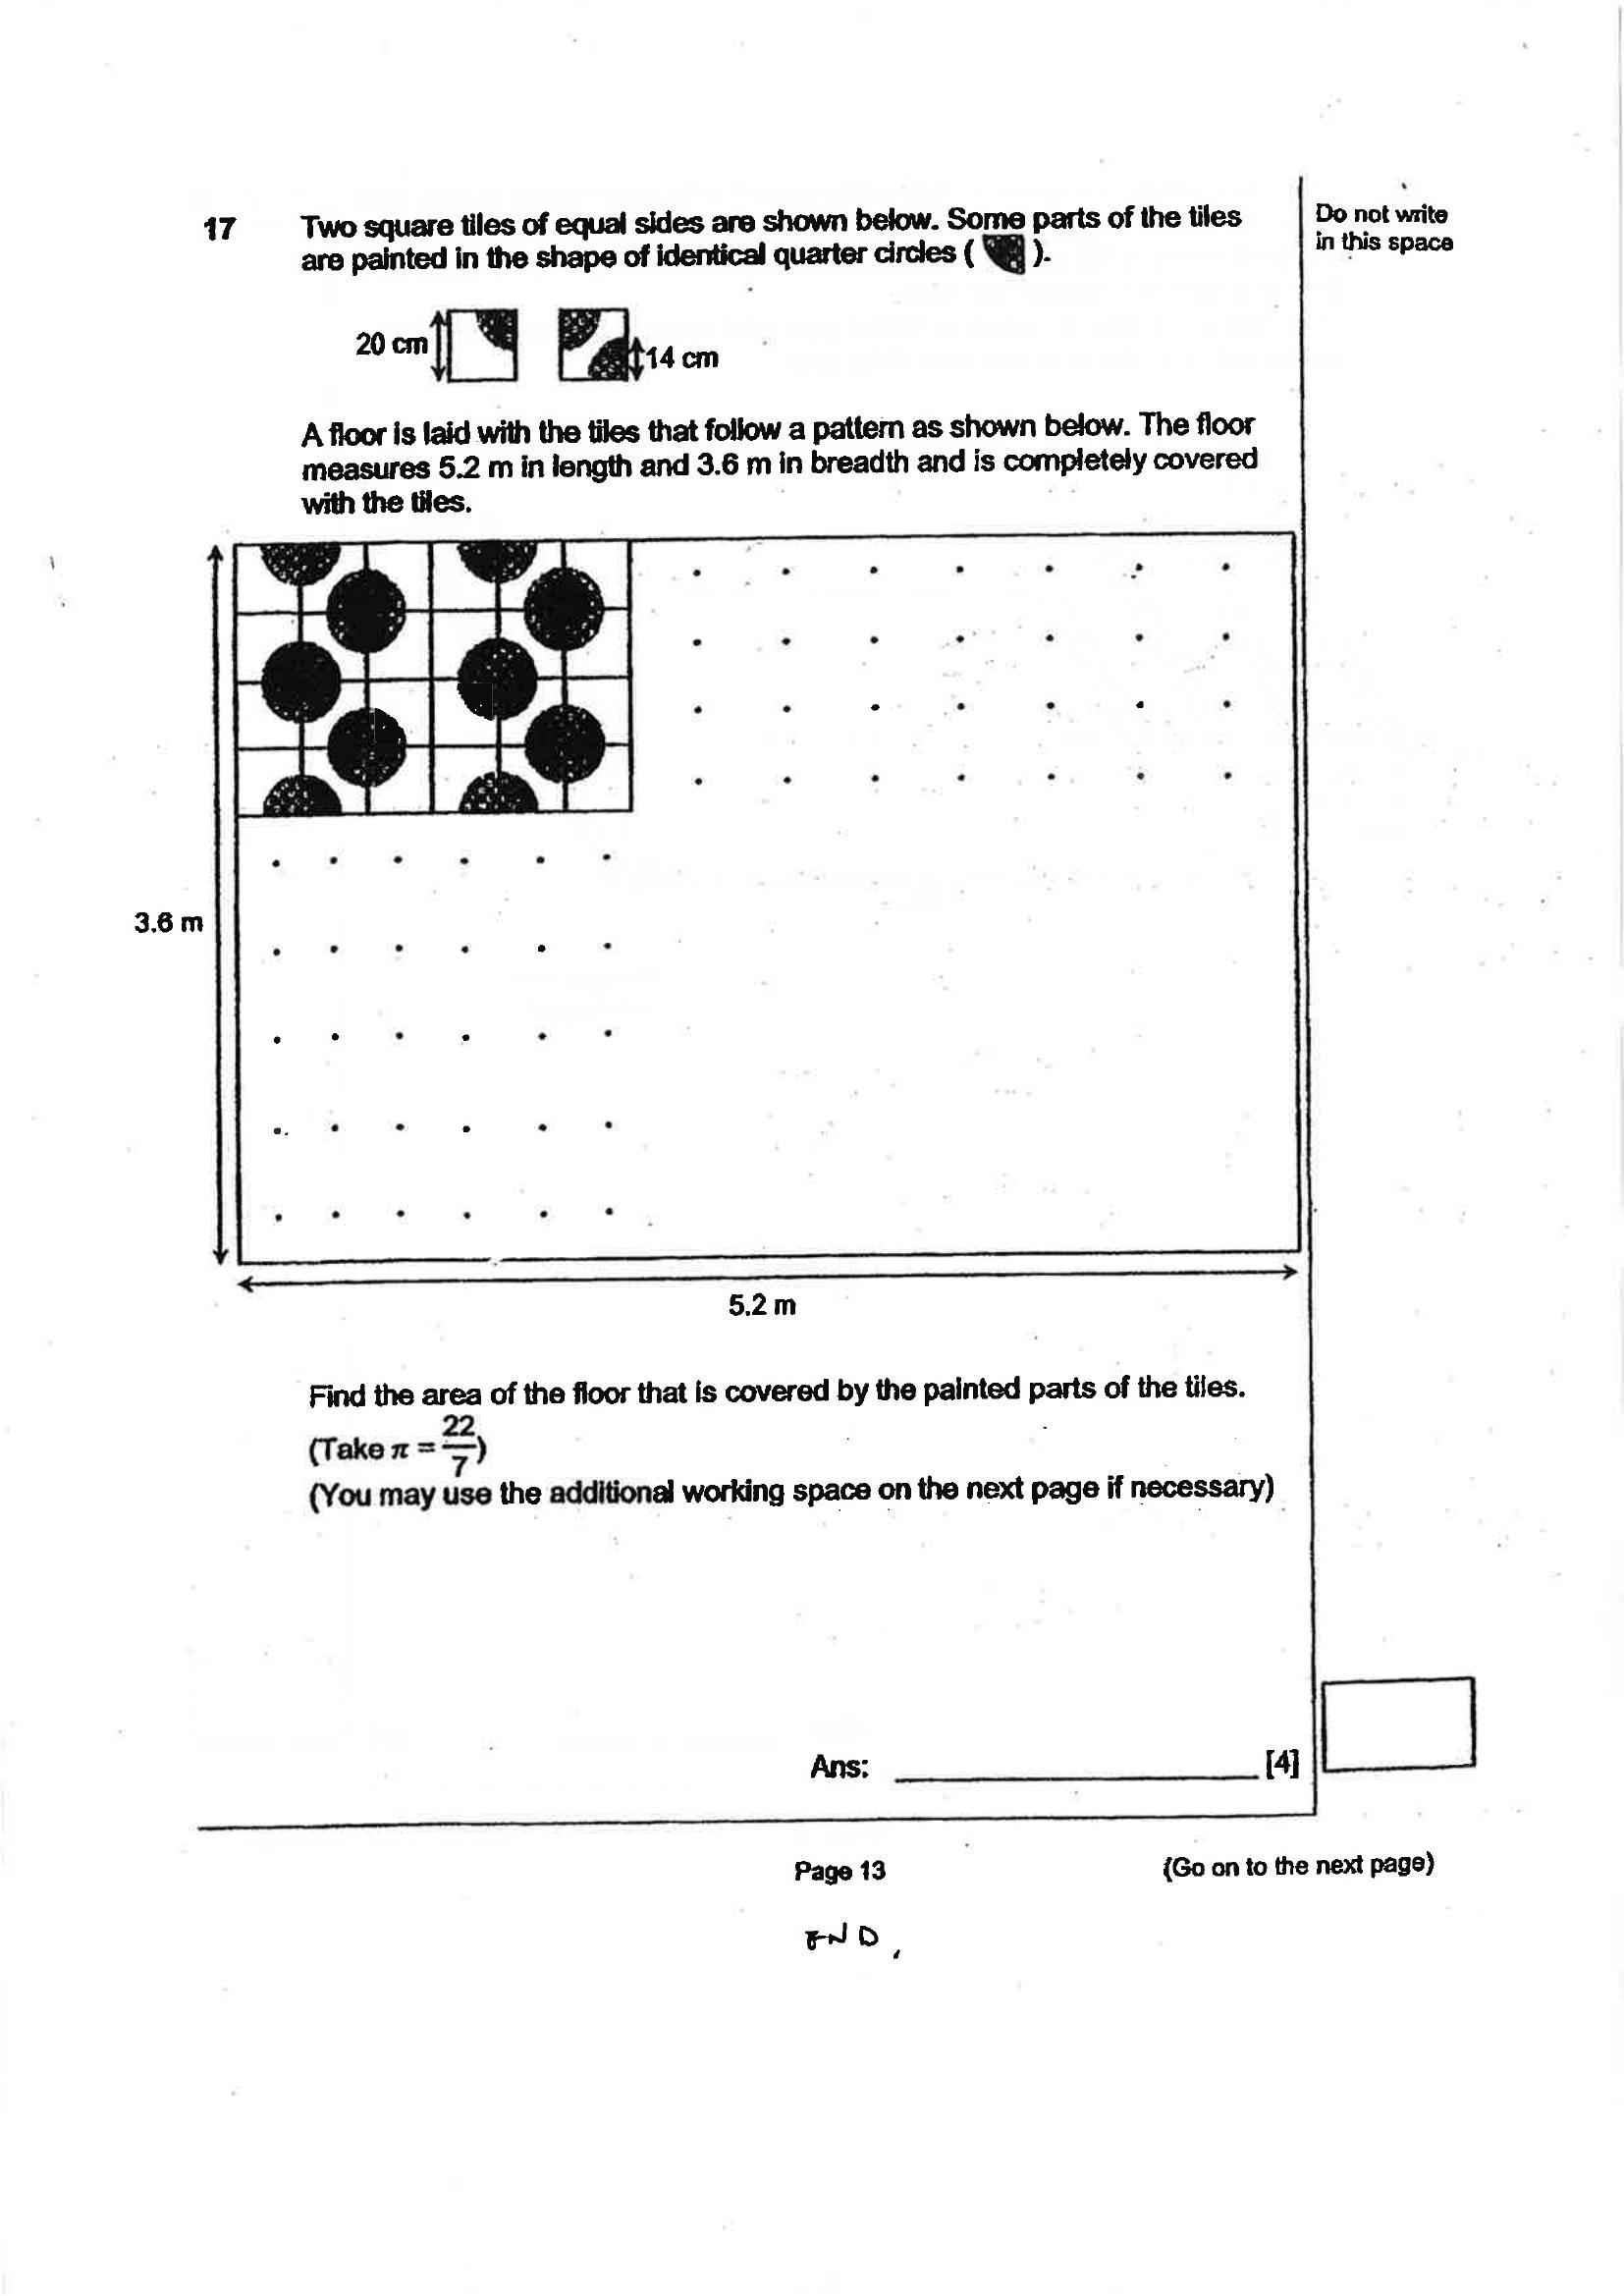 17 Two square tiles of equal sides are shown below. Some parts of the tiles
are painted in the shape of identical quarter circles ( ).
Do not write
in this space
20 cm
14 cm
A floor is laid with the tiles that follow a pattern as shown below. The floor
measures 5.2 m in length and 3.6 m in breadth and is completely covered
with the tiles.
3.6 m
5.2 m
Find the area of the floor that is covered by the painted parts of the tiles.
(Take π = 22/7)
(You may use the additional working space on the next page if necessary)
Ans: ____________________ [4]
Page 13
(Go on to the next page)
END,